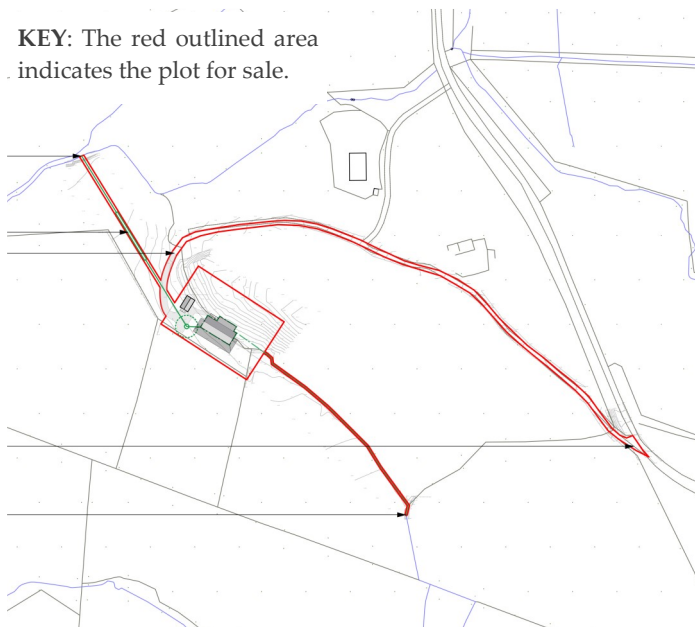 KEY: The red outlined area
indicates the plot for sale.